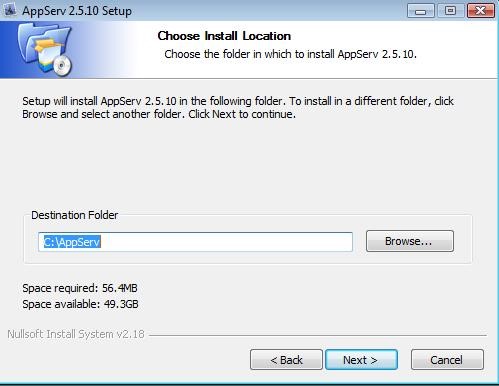 AppServ 2.5.10 Setup
Choose Install Location
Choose the folder in which to install AppServ 2.5.10.
Setup will install AppServ 2.5.10 in the following folder. To install in a different folder, click
Browse and select another folder. Click Next to continue.
Destination Folder
C:\AppServ
Browse...
Space required: 56.4MB
Space available: 49.3GB
Nullsoft Install System v2.18
< Back
Next >
Cancel